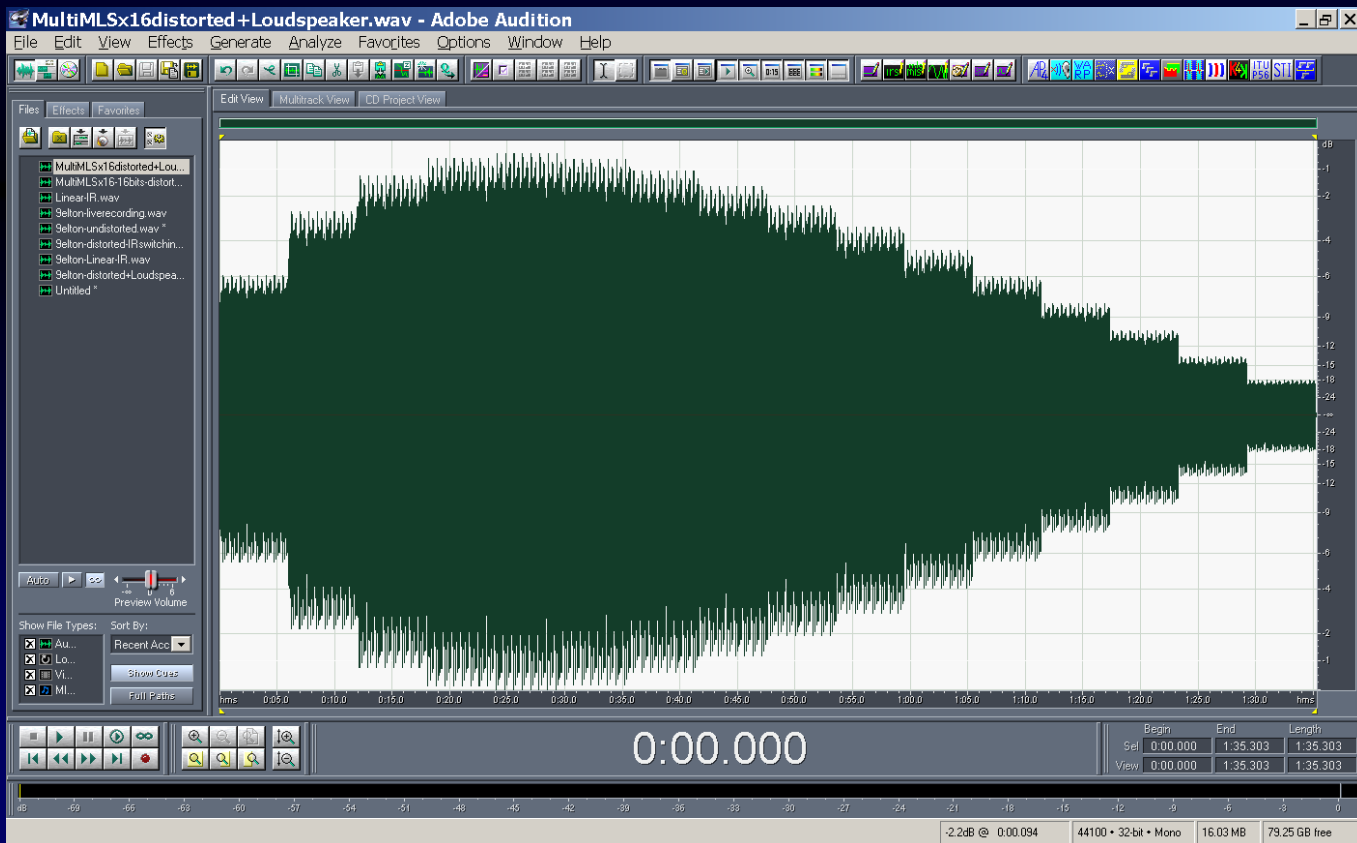 MultiMLSx16distorted+Loudspeaker.wav - Adobe Audition
File Edit View Effects Generate Analyze Favorites Options Window Help
Files Effects Favorites
Edit View Multitrack View CD Project View
MultiMLSx16distorted+Lou...
MultiMLSx16-16bits-distort...
Linear-IR.wav
9elton-liverecording.wav
9elton-undistorted.wav *
9elton-distorted-IRswitchin...
9elton-Linear-IR.wav
9elton-distorted+Loudspea...
Untitled *
dB
-1
-2
-4
-6
-9
-12
-15
-18
-24
-∞
-24
-18
-15
-12
-9
-6
-4
-2
-1
hms 0:05.0 0:10.0 0:15.0 0:20.0 0:25.0 0:30.0 0:35.0 0:40.0 0:45.0 0:50.0 0:55.0 1:00.0 1:05.0 1:10.0 1:15.0 1:20.0 1:25.0 1:30.0 hms
Auto
-∞ 0 6
Preview Volume
Show File Types: Sort By:
Au...
Lo...
Vi...
MI...
Recent Acc
Show Cues
Full Paths
0:00.000
Begin End Length
Sel 0:00.000 1:35.303 1:35.303
View 0:00.000 1:35.303 1:35.303
dB -69 -66 -63 -60 -57 -54 -51 -48 -45 -42 -39 -36 -33 -30 -27 -24 -21 -18 -15 -12 -9 -6 -3 0
-2.2dB @ 0:00.094 44100 • 32-bit • Mono 16.03 MB 79.25 GB free